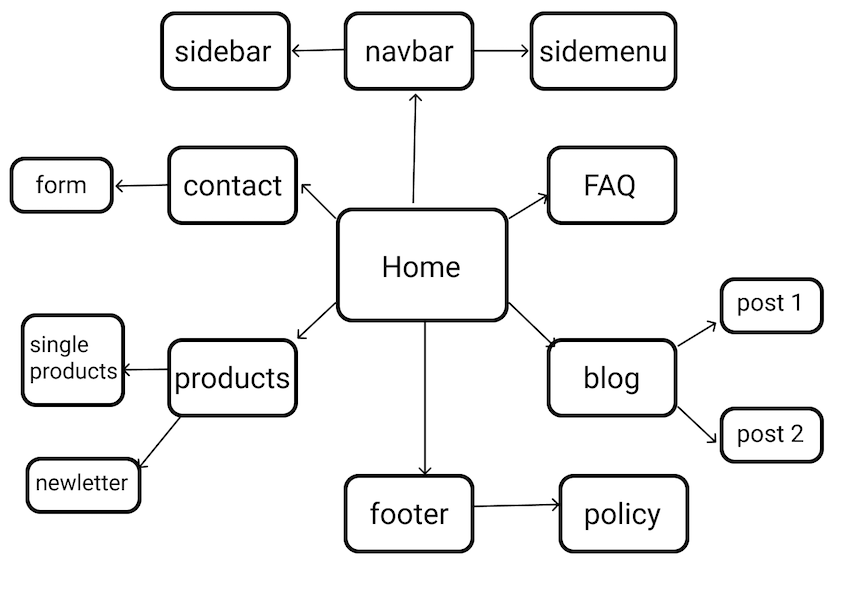 sidebar
navbar
sidemenu
form
contact
FAQ
Home
post 1
single
products
products
blog
post 2
newletter
footer
policy